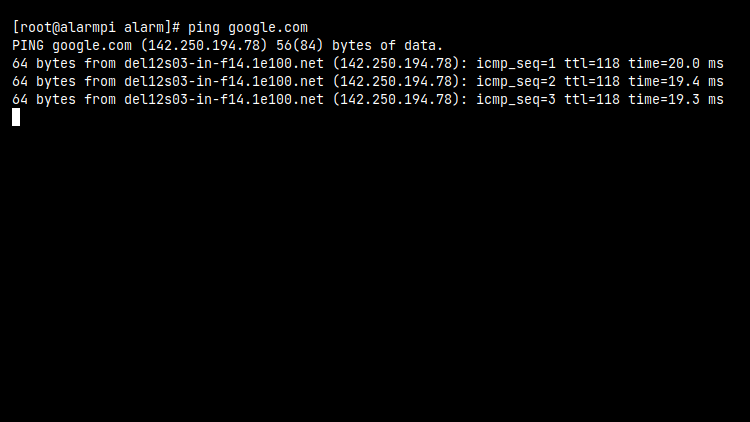 [root@alarmpi alarm]# ping google.com
PING google.com (142.250.194.78) 56(84) bytes of data.
64 bytes from del12s03-in-f14.1e100.net (142.250.194.78): icmp_seq=1 ttl=118 time=20.0 ms
64 bytes from del12s03-in-f14.1e100.net (142.250.194.78): icmp_seq=2 ttl=118 time=19.4 ms
64 bytes from del12s03-in-f14.1e100.net (142.250.194.78): icmp_seq=3 ttl=118 time=19.3 ms